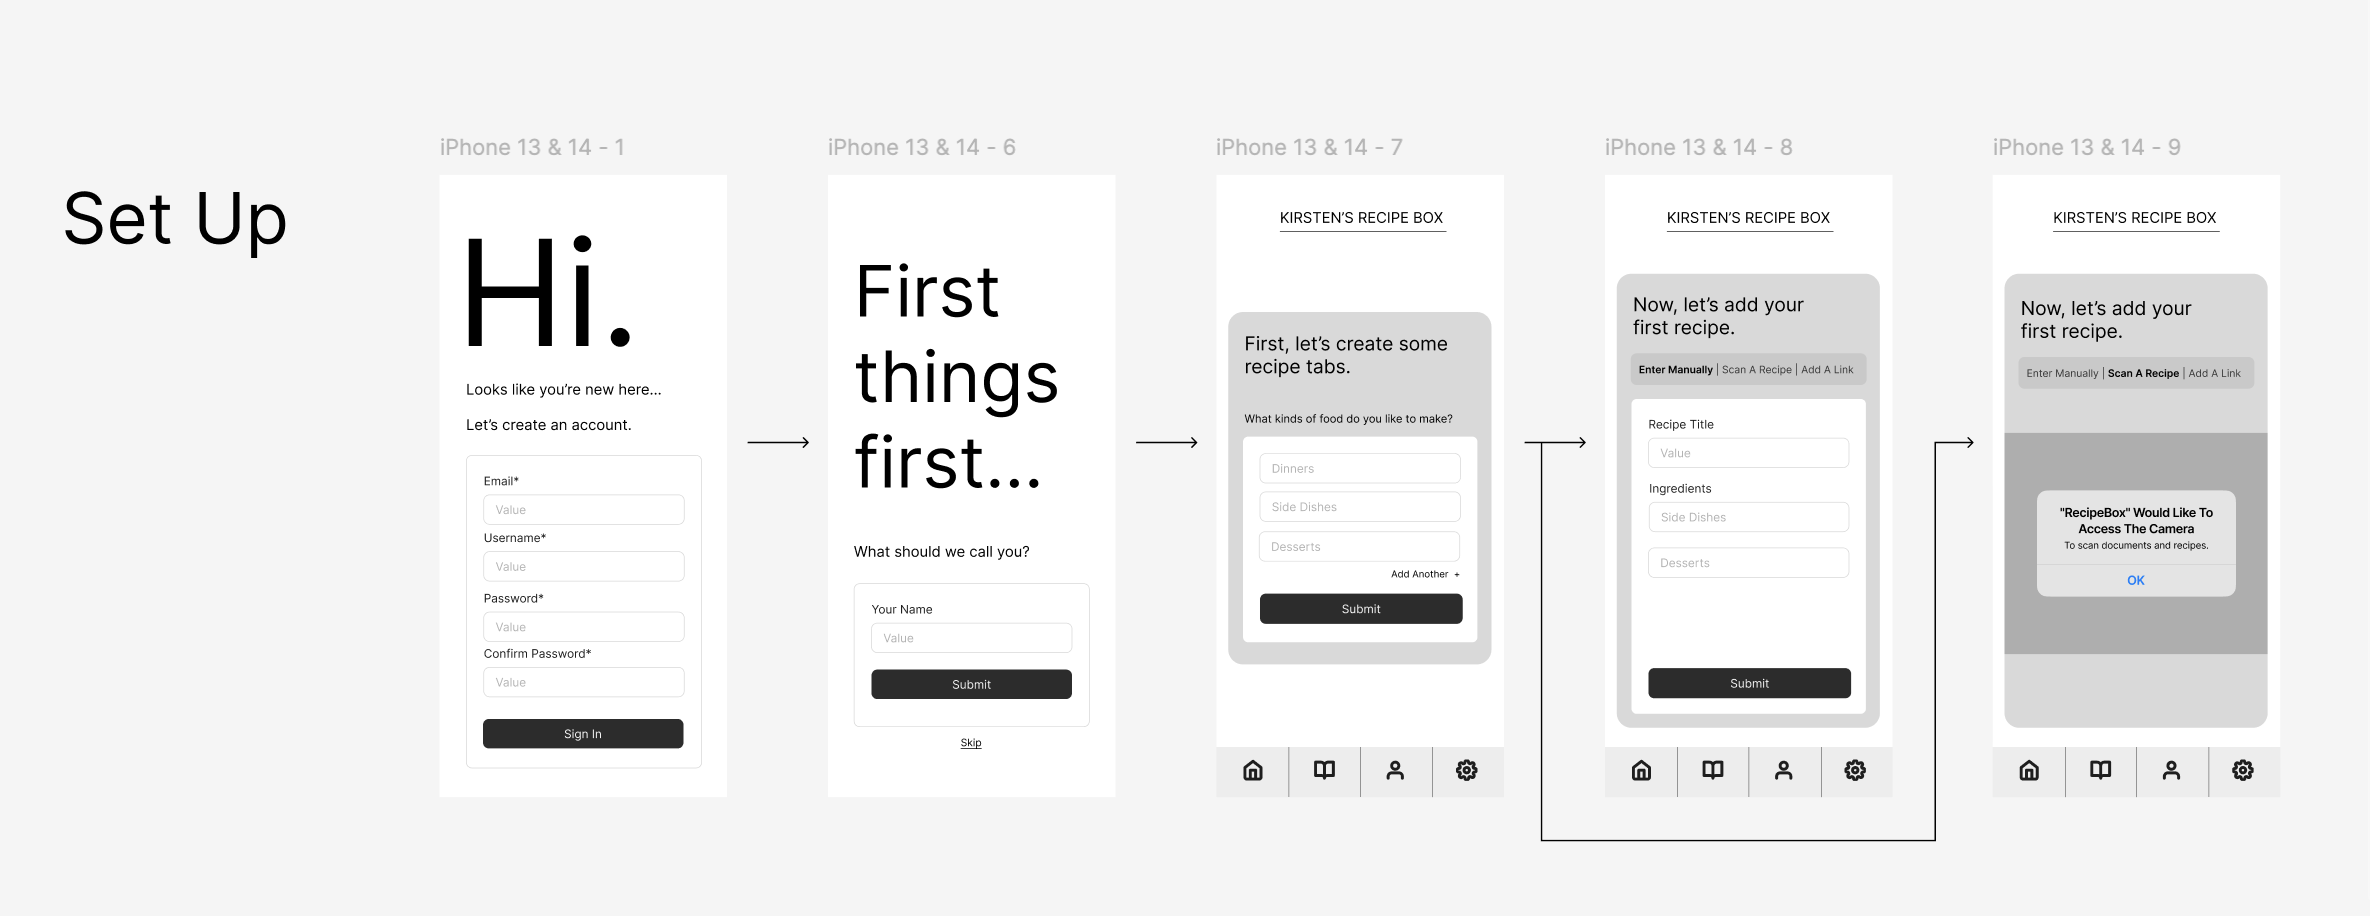 Set Up
iPhone 13 & 14 - 1
Hi.
Looks like you’re new here...
Let’s create an account.
Email*
Value
Username*
Value
Password*
Value
Confirm Password*
Value
Sign In
iPhone 13 & 14 - 6
First
things
first...
What should we call you?
Your Name
Value
Submit
Skip
iPhone 13 & 14 - 7
KIRSTEN’S RECIPE BOX
First, let’s create some
recipe tabs.
What kinds of food do you like to make?
Dinners
Side Dishes
Desserts
Add Another +
Submit
iPhone 13 & 14 - 8
KIRSTEN’S RECIPE BOX
Now, let’s add your
first recipe.
Enter Manually | Scan A Recipe | Add A Link
Recipe Title
Value
Ingredients
Side Dishes
Desserts
Submit
iPhone 13 & 14 - 9
KIRSTEN’S RECIPE BOX
Now, let’s add your
first recipe.
Enter Manually | Scan A Recipe | Add A Link
"RecipeBox" Would Like To
Access The Camera
To scan documents and recipes.
OK